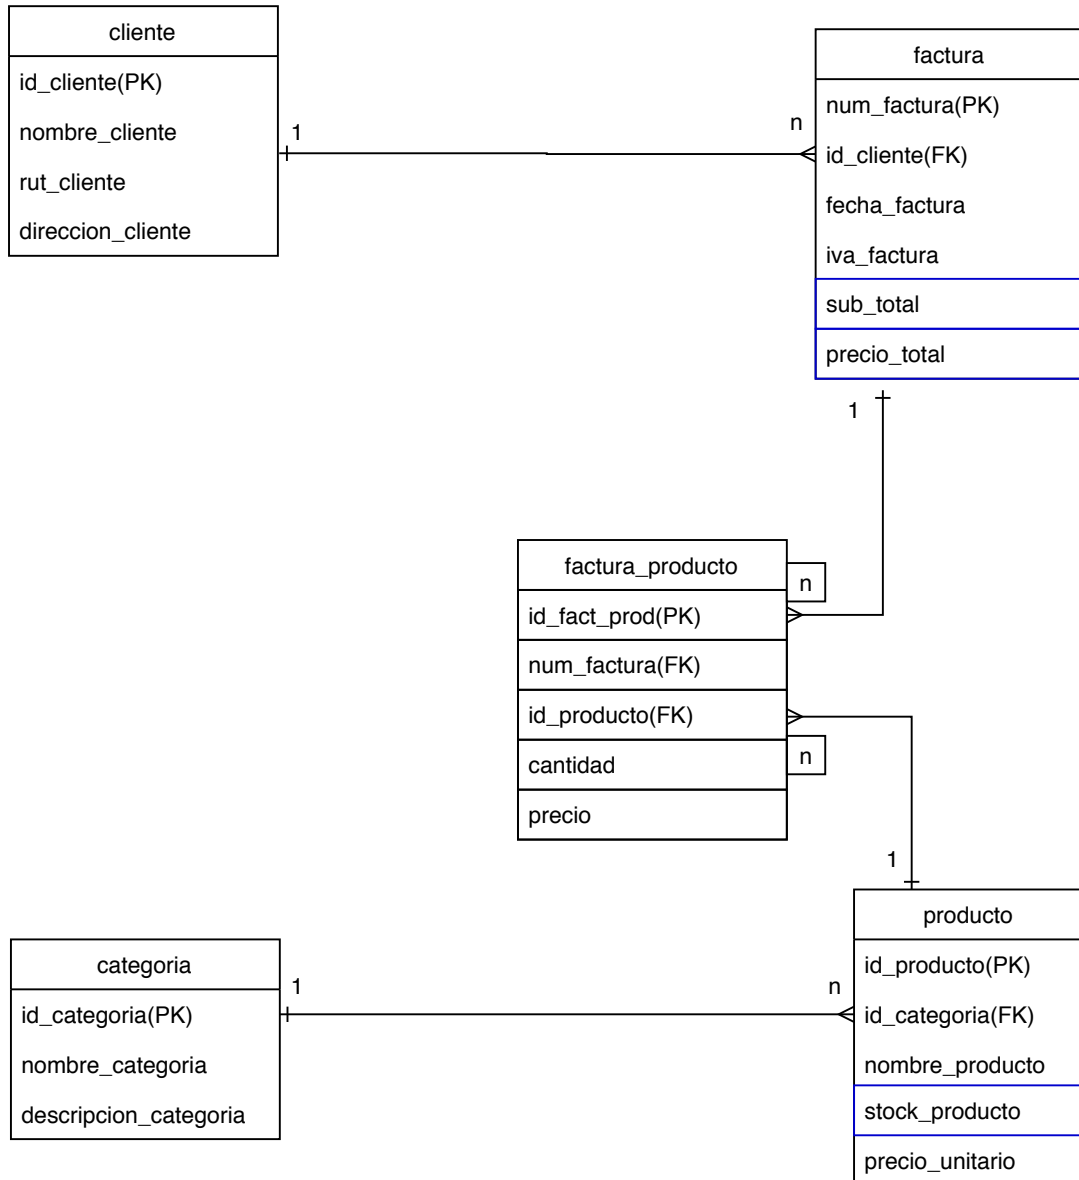 cliente
id_cliente(PK)
nombre_cliente
rut_cliente
direccion_cliente
1
n
factura
num_factura(PK)
id_cliente(FK)
fecha_factura
iva_factura
sub_total
precio_total
1
factura_producto
id_fact_prod(PK)
num_factura(FK)
id_producto(FK)
cantidad
precio
n
n
1
categoria
id_categoria(PK)
nombre_categoria
descripcion_categoria
1
n
producto
id_producto(PK)
id_categoria(FK)
nombre_producto
stock_producto
precio_unitario